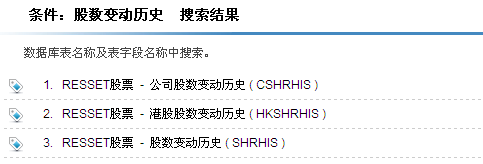 条件：股数变动历史 搜索结果
数据库表名称及表字段名称中搜索。
1. RESSET股票 - 公司股数变动历史 ( CSHRHIS )
2. RESSET股票 - 港股股数变动历史 ( HKSHRHIS )
3. RESSET股票 - 股数变动历史 ( SHRHIS )